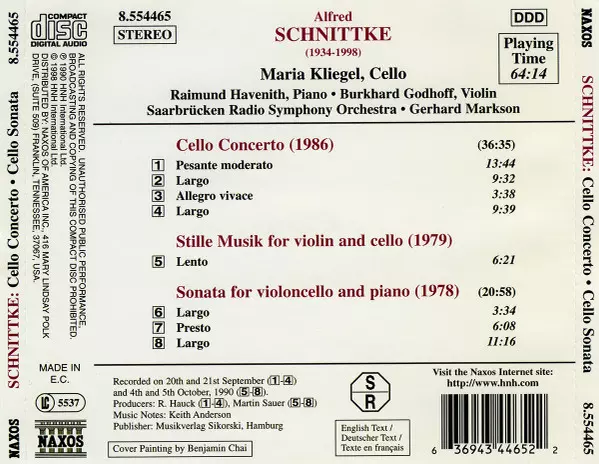 SCHNITTKE: Cello Concerto • Cello Sonata 8.554465
NAXOS
COMPACT
disc
DIGITAL AUDIO
ALL RIGHTS RESERVED. UNAUTHORISED PUBLIC PERFORMANCE,
BROADCASTING AND COPYING OF THIS COMPACT DISC PROHIBITED.
℗ 1990 HNH International Ltd.
© 1998 HNH International Ltd.
DISTRIBUTED BY: NAXOS OF AMERICA INC., 416 MARY LINDSAY POLK
DRIVE, (SUITE 509) FRANKLIN, TENNESSEE, 37067, USA.
MADE IN
E.C.
LC 5537
NAXOS
8.554465
STEREO
Alfred
SCHNITTKE
(1934-1998)
DDD
Playing
Time
64:14
Maria Kliegel, Cello
Raimund Havenith, Piano • Burkhard Godhoff, Violin
Saarbrücken Radio Symphony Orchestra • Gerhard Markson
Cello Concerto (1986) (36:35)
1 Pesante moderato 13:44
2 Largo 9:32
3 Allegro vivace 3:38
4 Largo 9:39
Stille Musik for violin and cello (1979)
5 Lento 6:21
Sonata for violoncello and piano (1978) (20:58)
6 Largo 3:34
7 Presto 6:08
8 Largo 11:16
Recorded on 20th and 21st September (1-4)
and 4th and 5th October, 1990 (5-8).
Producers: R. Hauck (1-4), Martin Sauer (5-8)
Music Notes: Keith Anderson
Publisher: Musikverlag Sikorski, Hamburg
Cover Painting by Benjamin Chai
S
R
English Text /
Deutscher Text /
Texte en français
Visit the Naxos Internet site:
http://www.hnh.com
6 36943 44652 2
NAXOS
SCHNITTKE: Cello Concerto • Cello Sonata
8.554465